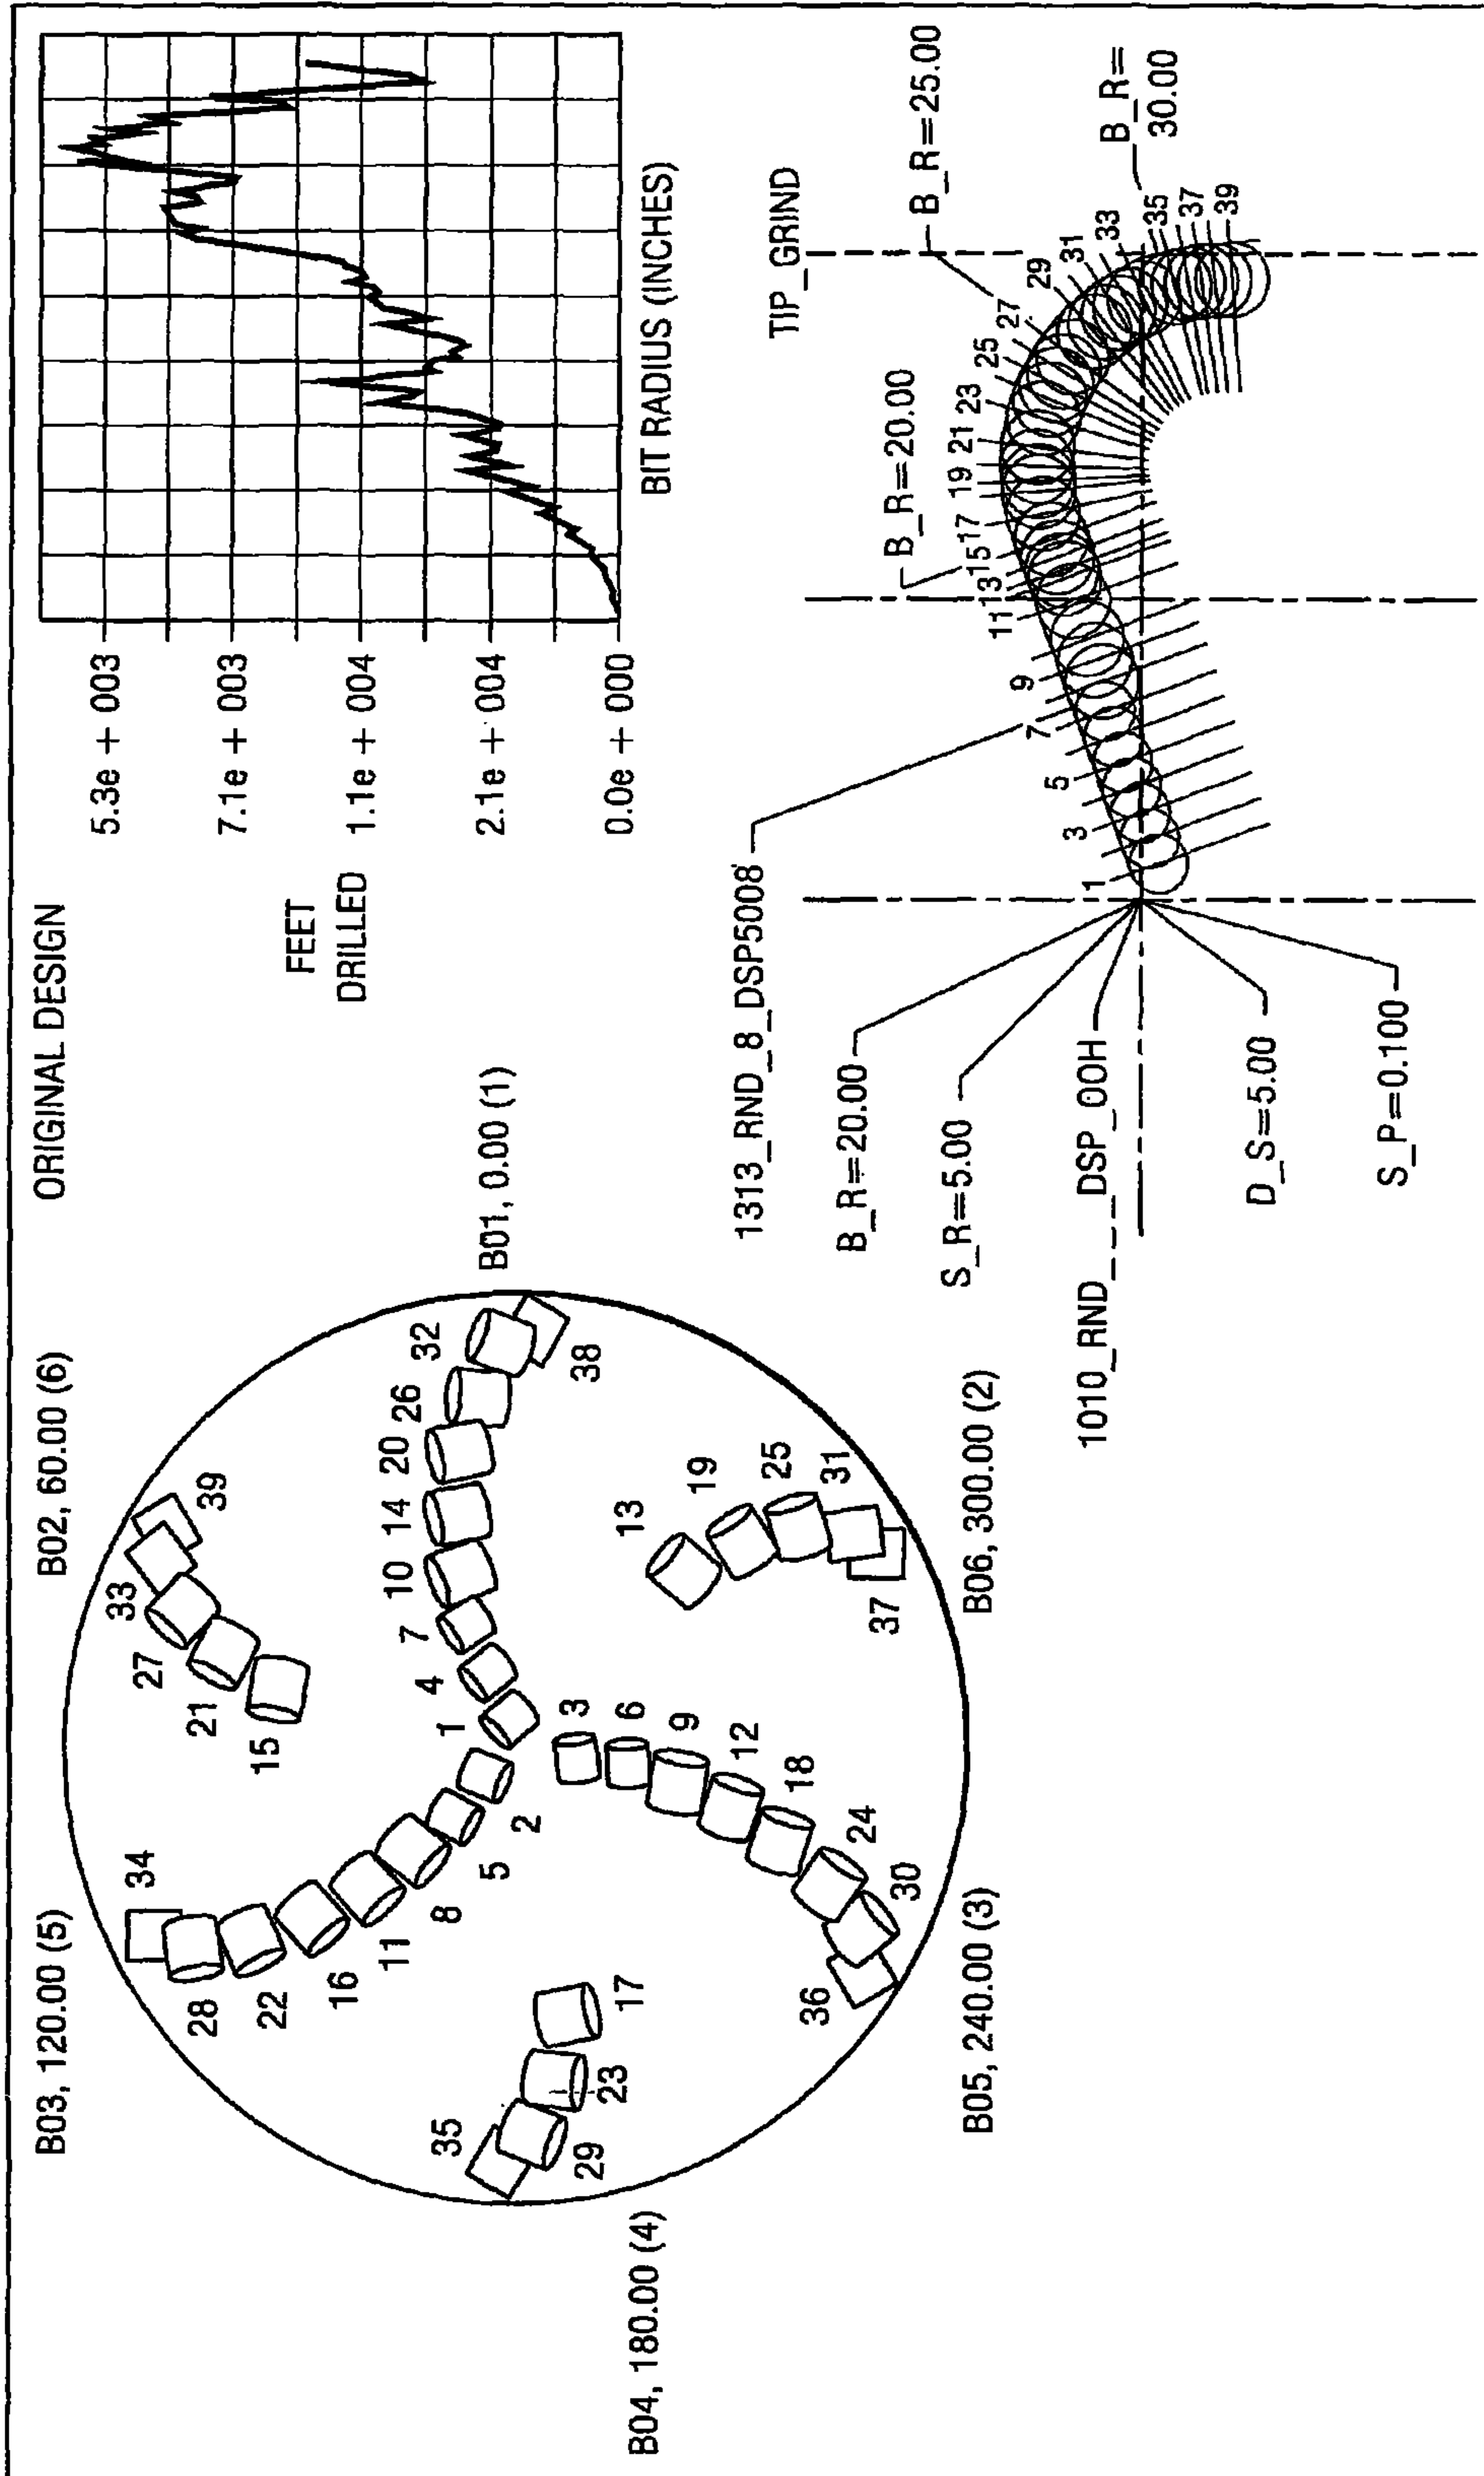 ORIGINAL DESIGN
FEET
DRILLED
5.3e + 003
7.1e + 003
1.1e + 004
2.1e + 004
0.0e + 000
BIT RADIUS (INCHES)
B03, 120.00 (5)
B02, 60.00 (6)
B01, 0.00 (1)
B04, 180.00 (4)
B05, 240.00 (3)
B06, 300.00 (2)
34
28
22
16
11
8
5
2
39
33
27
21
15
1
4
7
10
14
20
26
32
38
35
29
23
17
3
6
9
12
18
24
30
36
13
19
25
31
37
1313_RND_8_DSP5008
B_R=20.00
S_R=5.00
1010_RND___DSP_00H
D_S=5.00
S_P=0.100
TIP_GRIND
B_R=20.00
B_R=25.00
B_R=
30.00
1
3
5
7
9
11
13
15
17
19
21
23
25
27
29
31
33
35
37
39